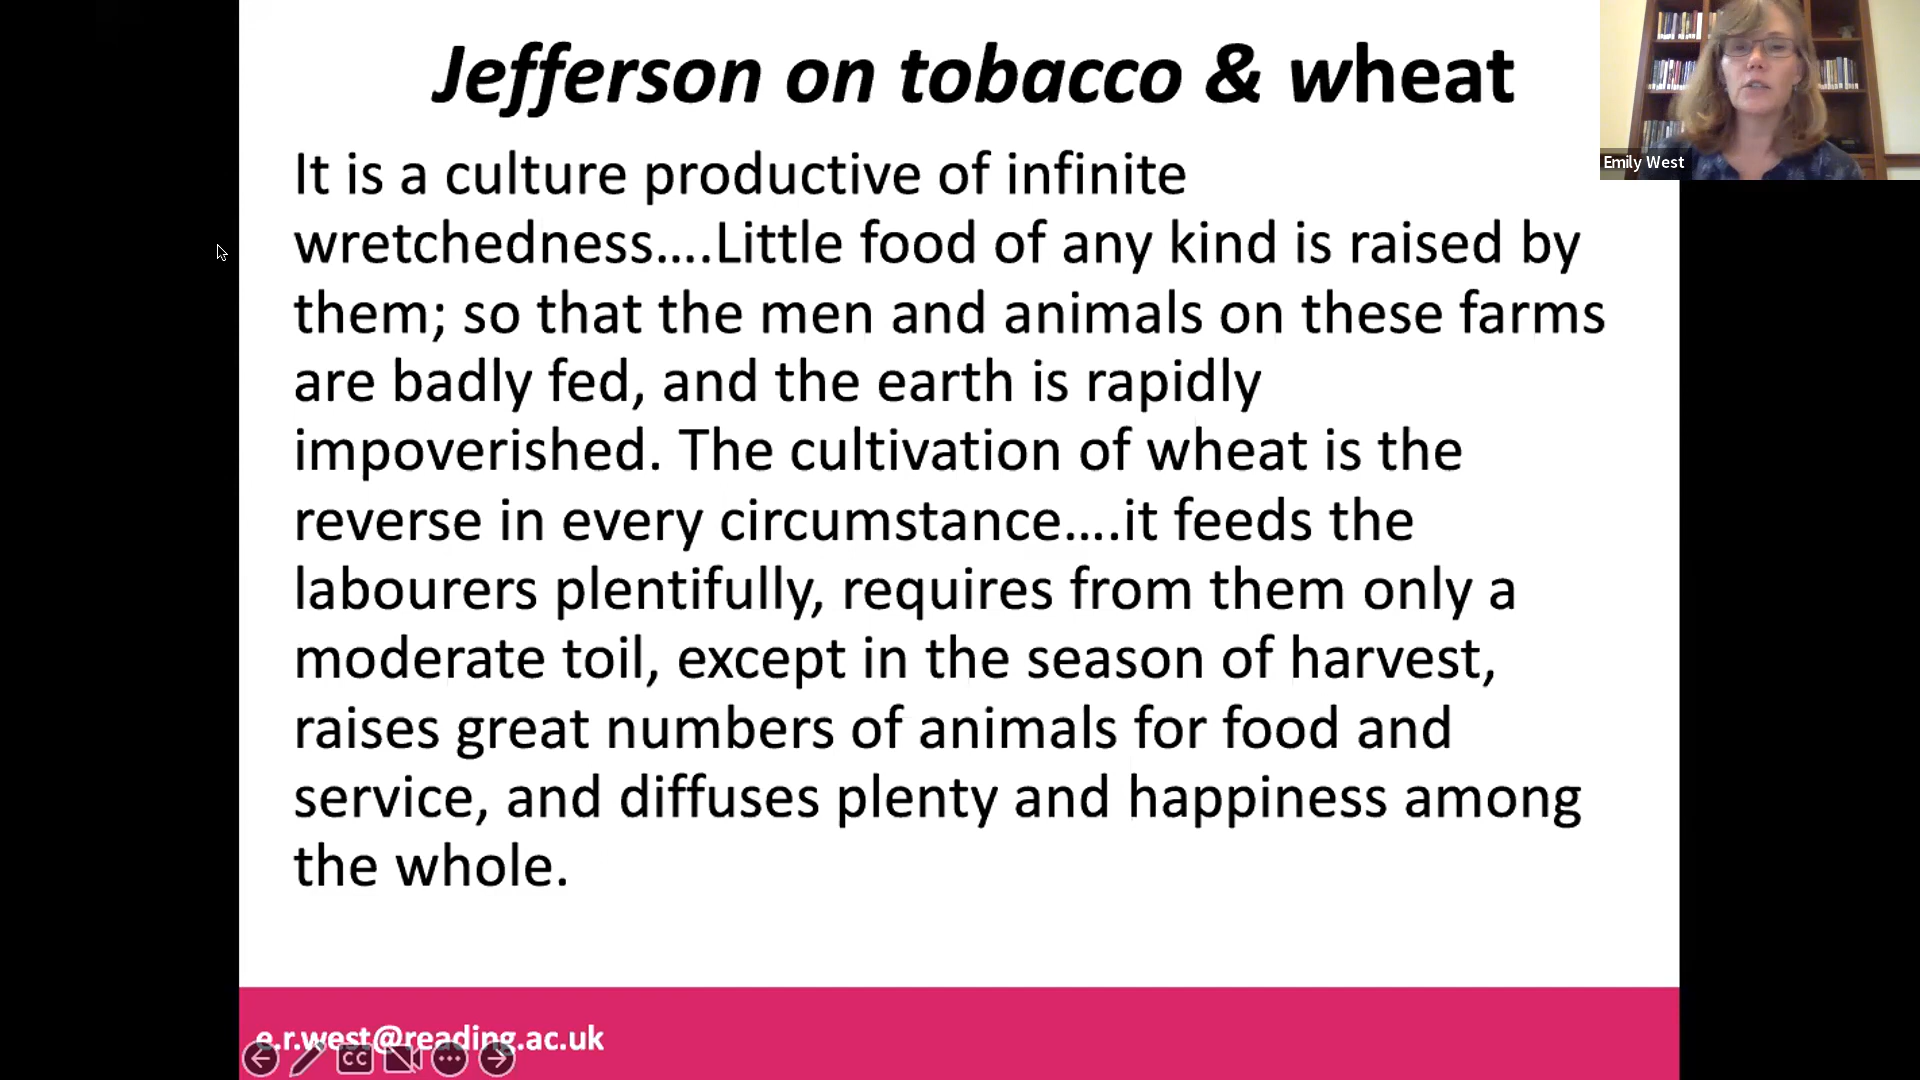 Jefferson on tobacco & wheat
It is a culture productive of infinite
wretchedness....Little food of any kind is raised by
them; so that the men and animals on these farms
are badly fed, and the earth is rapidly
impoverished. The cultivation of wheat is the
reverse in every circumstance....it feeds the
labourers plentifully, requires from them only a
moderate toil, except in the season of harvest,
raises great numbers of animals for food and
service, and diffuses plenty and happiness among
the whole.
Emily West
e.r.west@reading.ac.uk
CC